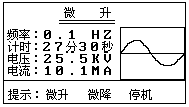 微 升
频率：0.1 HZ
计时：27分30秒
电压：25.5KV
电流：10.1MA
提示：微升 微降 停机